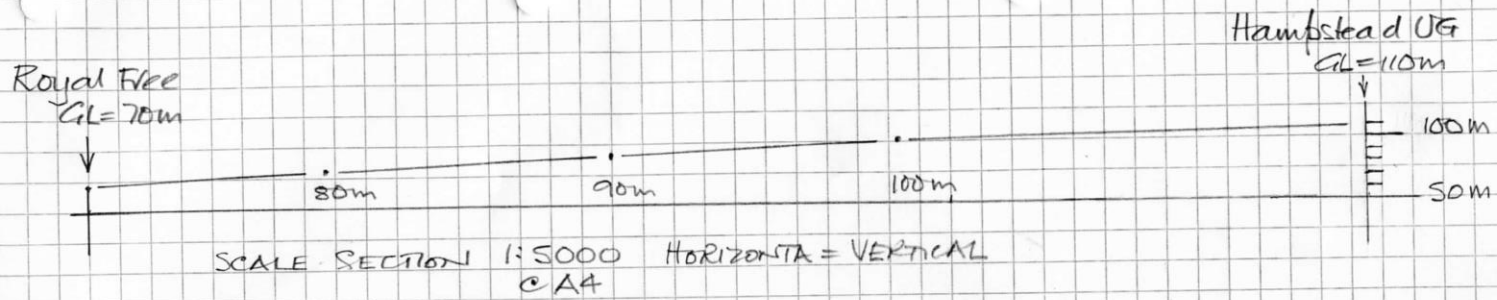 Royal Free
GL=70m
80m
90m
100m
Hampstead UG
GL=110m
100m
50m
SCALE SECTION 1:5000 HORIZONTA = VERTICAL
@ A4